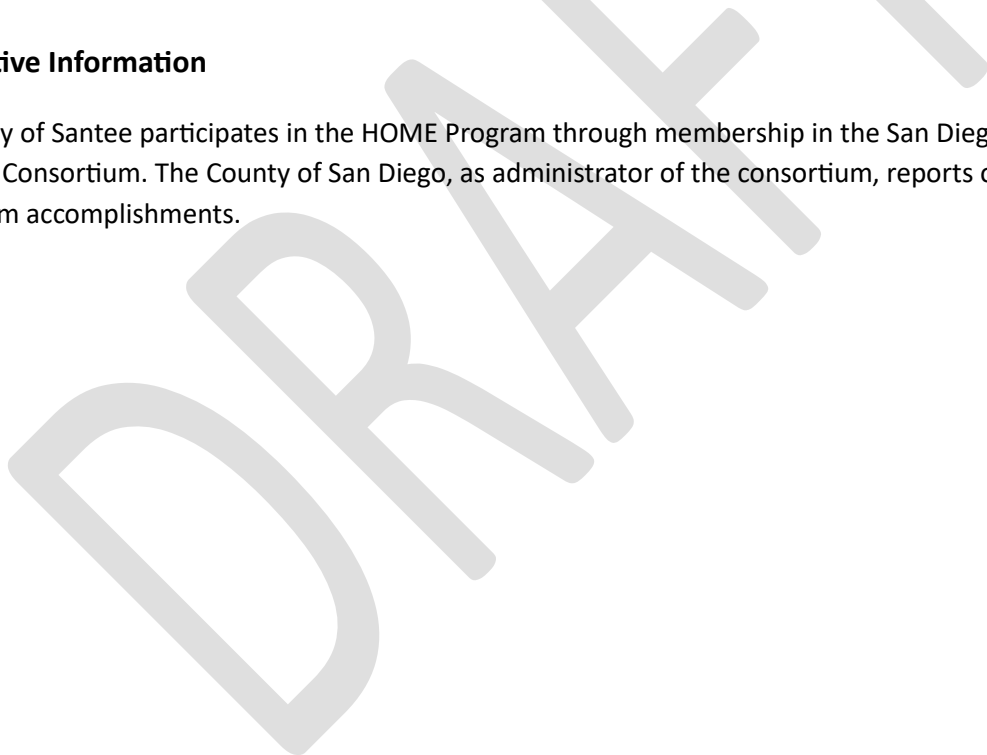 tive Information
y of Santee participates in the HOME Program through membership in the San Dieg
Consortium. The County of San Diego, as administrator of the consortium, reports o
m accomplishments.
DRAFT